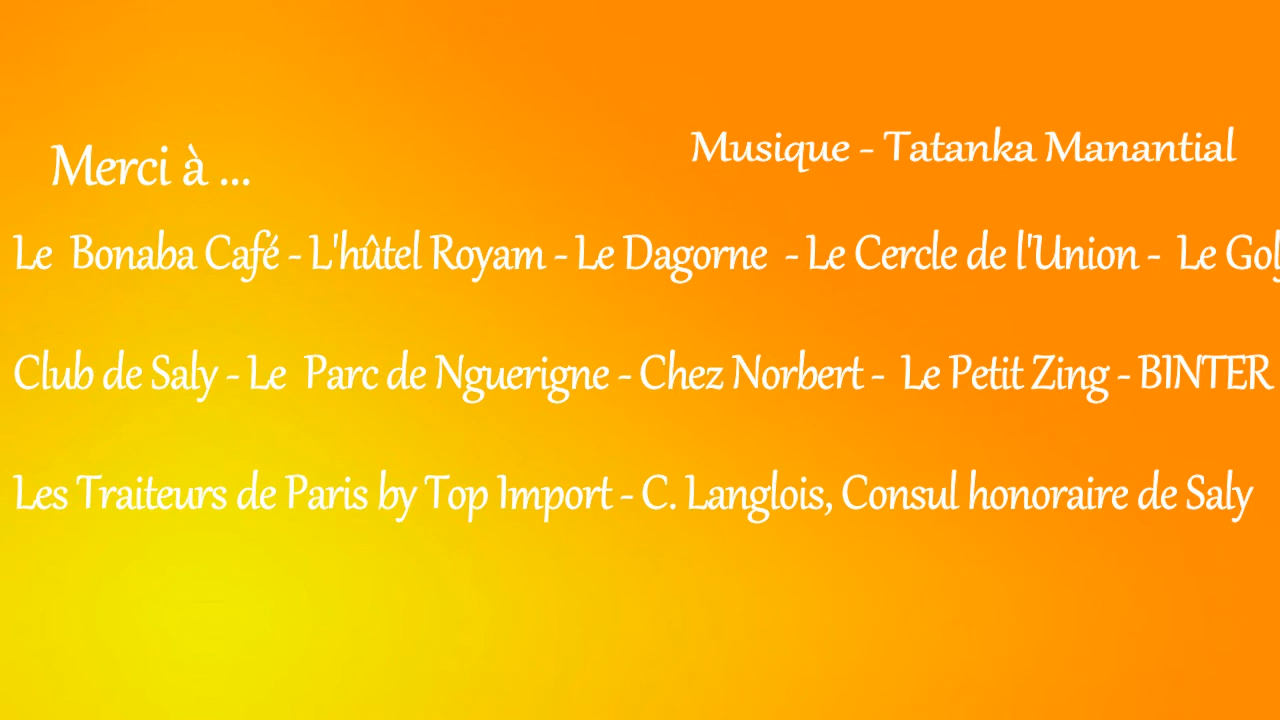 Musique - Tatanka Manantial
Merci à ...
Le Bonaba Café - L'hûtel Royam - Le Dagorne - Le Cercle de l'Union - Le
Club de Saly - Le Parc de Nguerigne - Chez Norbert - Le Petit Zing - BINTER
Les Traiteurs de Paris by Top Import - C. Langlois, Consul honoraire de Saly